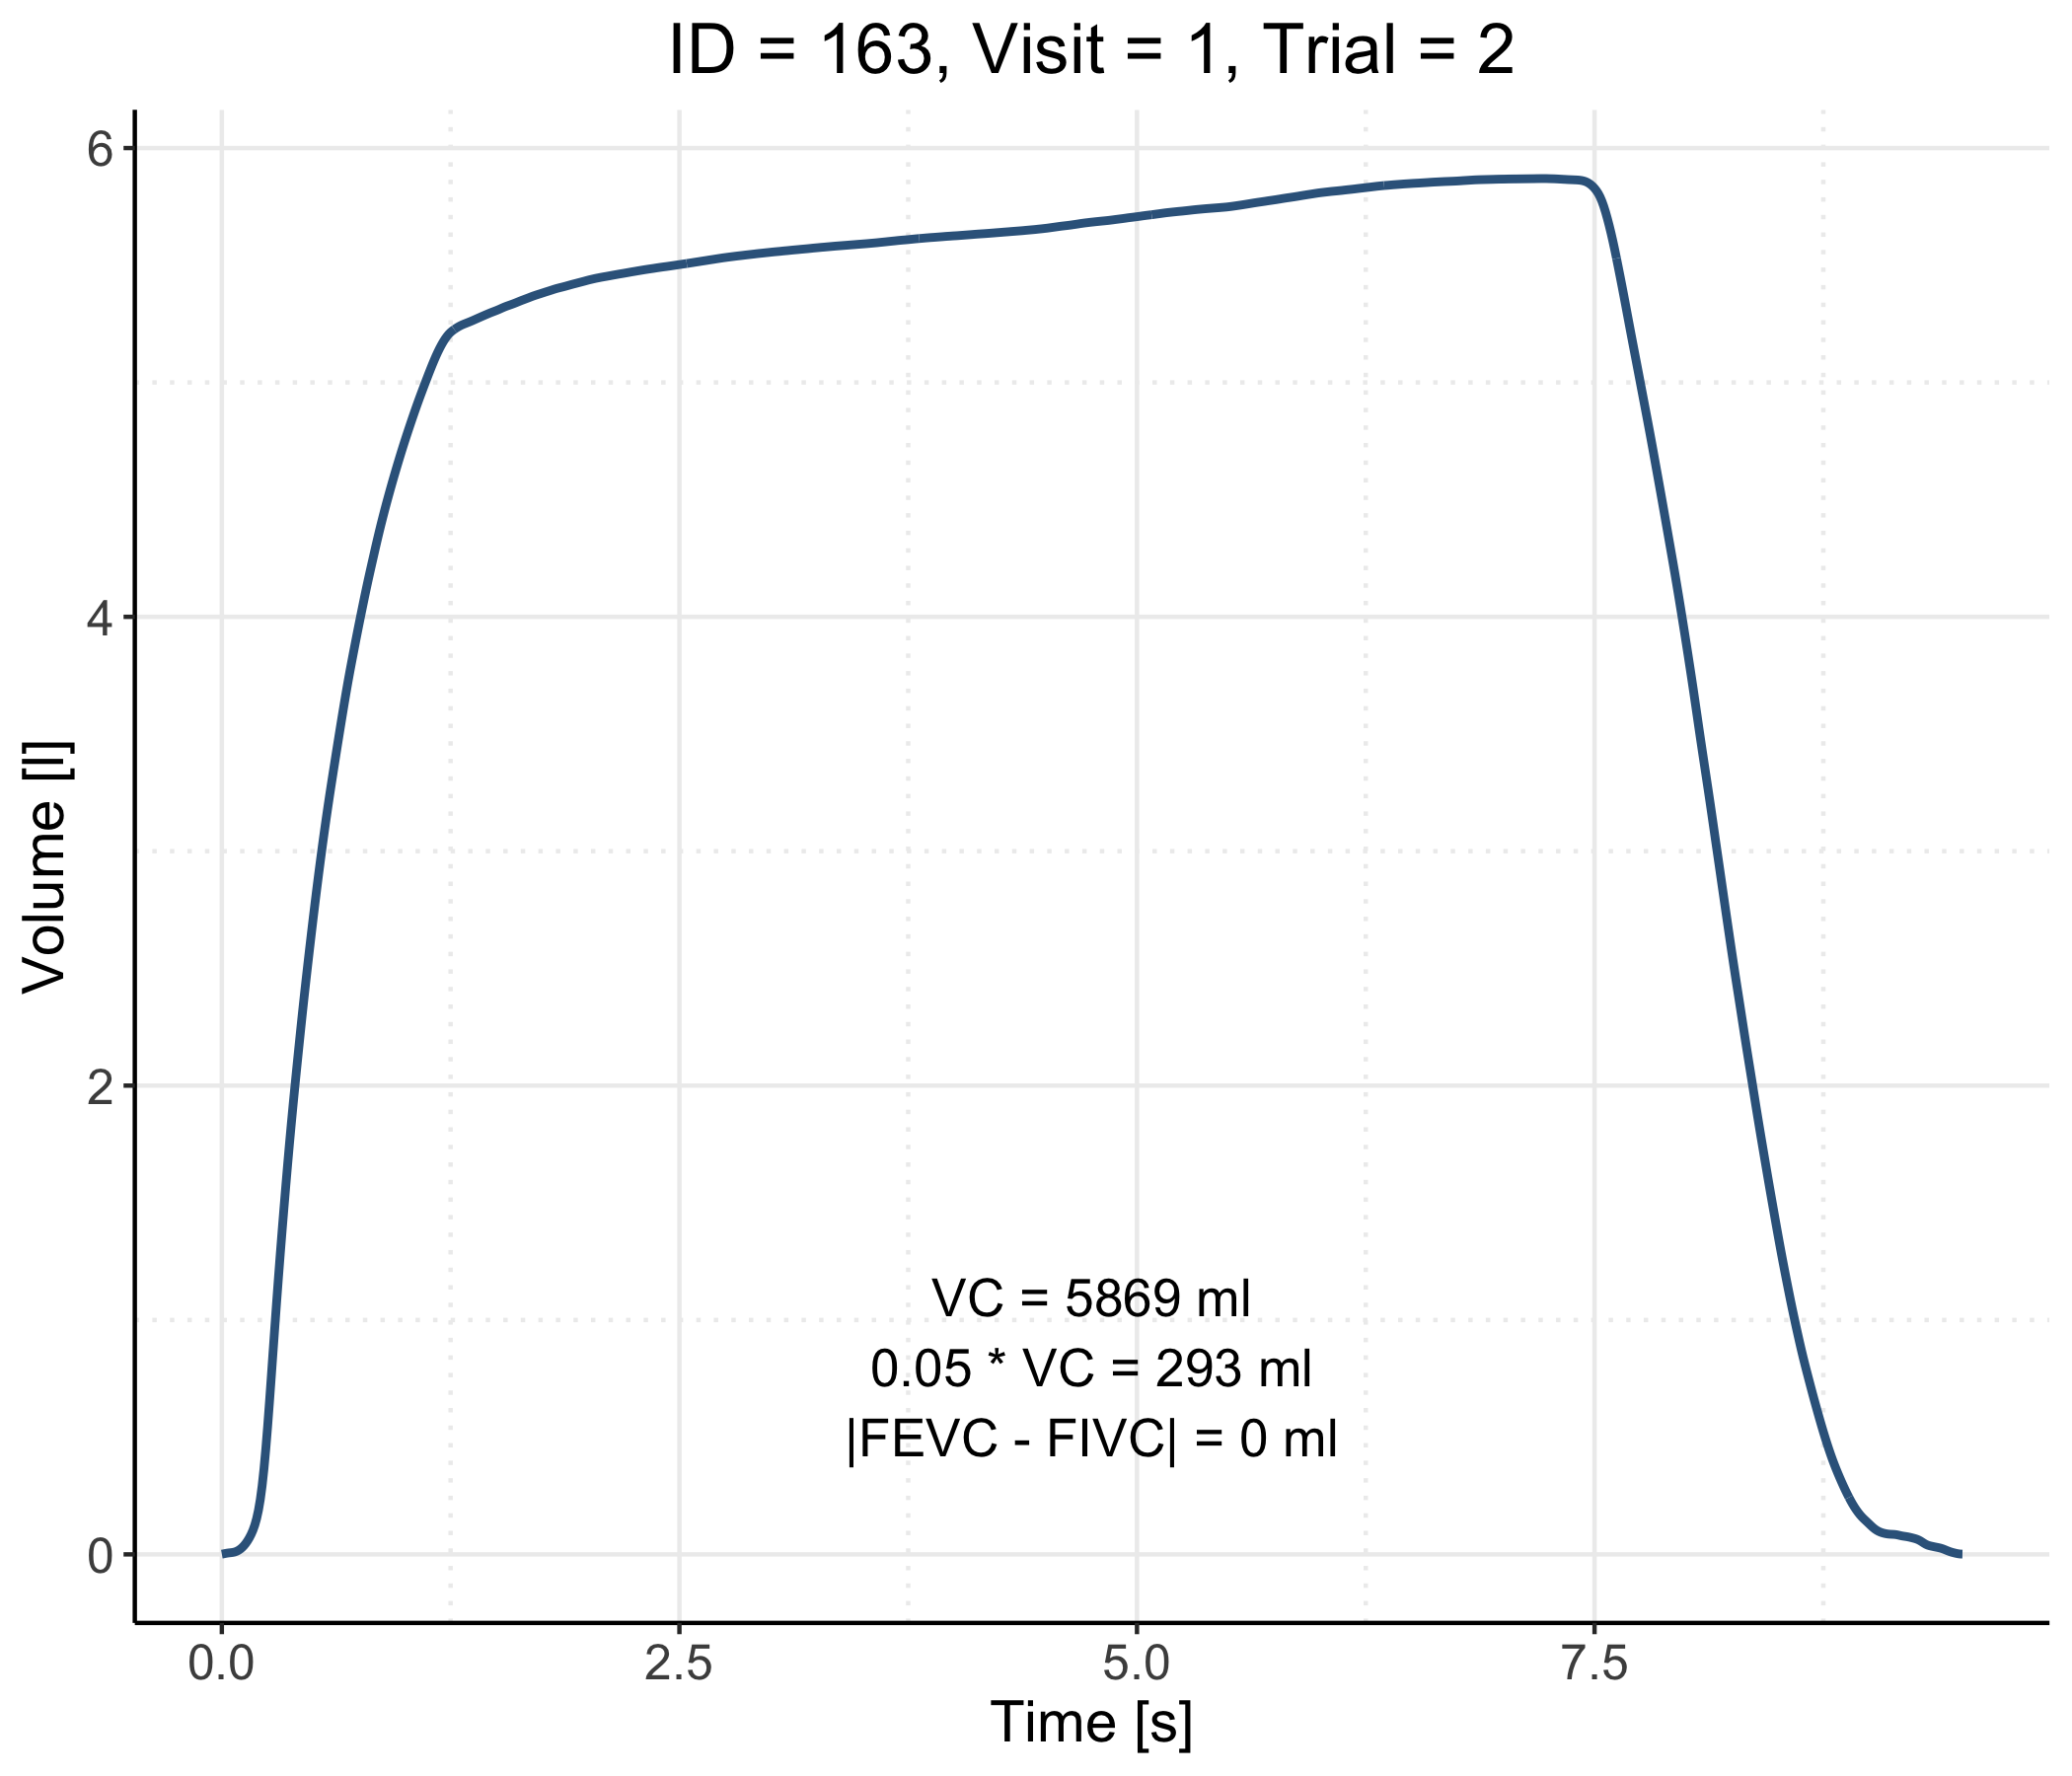 ID = 163, Visit = 1, Trial = 2
6
4
2
0
Volume [l]
VC = 5869 ml
0.05 * VC = 293 ml
|FEVC - FIVC| = 0 ml
0.0 2.5 5.0 7.5
Time [s]